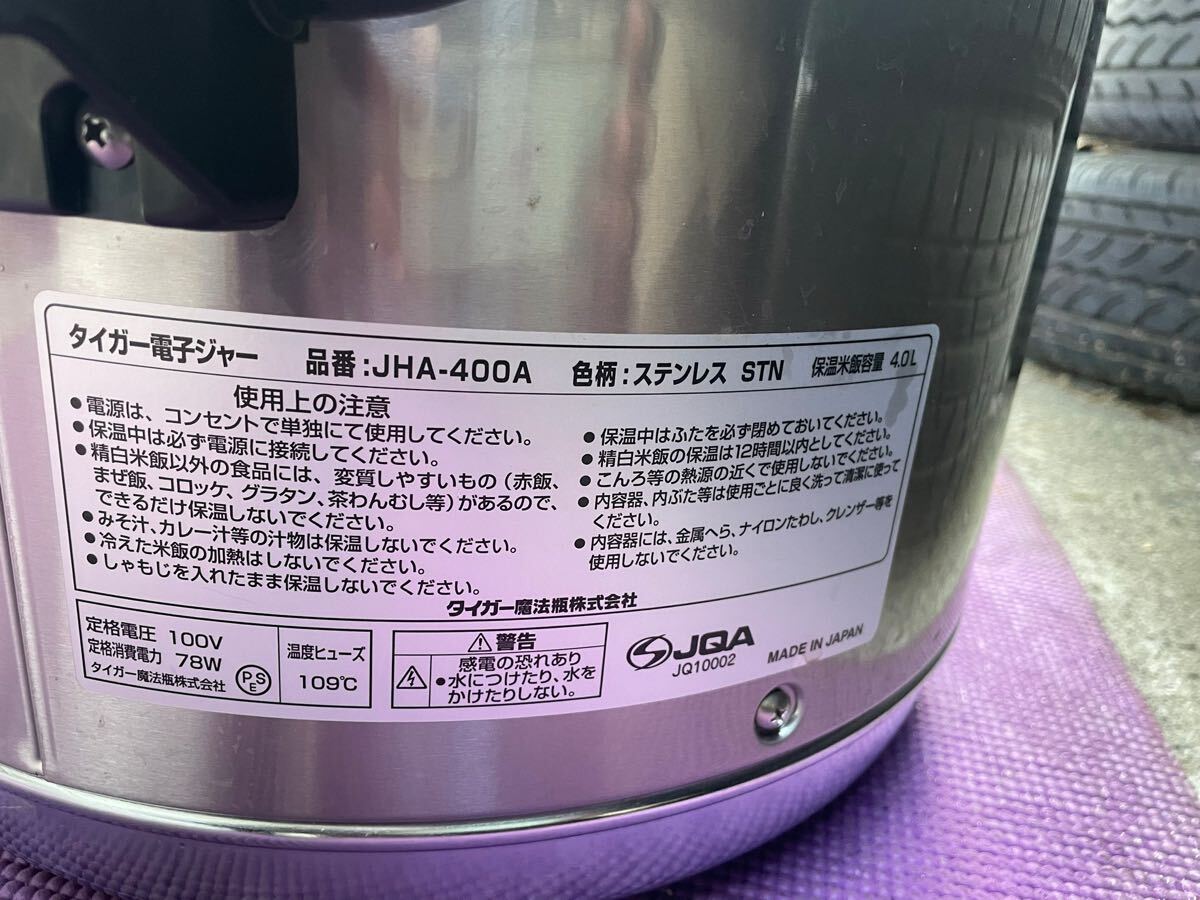 タイガー電子ジャー 品番:JHA-400A 色柄:ステンレス STN 保温米飯容量 4.0L
使用上の注意
●電源は、コンセントで単独にて使用してください。
●保温中は必ず電源に接続してください。
●精白米飯以外の食品には、変質しやすいもの(赤飯、
まぜ飯、コロッケ、グラタン、茶わんむし等)があるので、
できるだけ保温しないでください。
●みそ汁、カレー汁等の汁物は保温しないでください。
●冷えた米飯の加熱はしないでください。
●しゃもじを入れたまま保温しないでください。
●保温中はふたを必ず閉めておいてください。
●精白米飯の保温は12時間以内としてください。
●こんろ等の熱源の近くで使用しないでください。
●内容器、内ぶた等は使用ごとに良く洗って清潔に使って
ください。
●内容器には、金属へら、ナイロンたわし、クレンザー等を
使用しないでください。
タイガー魔法瓶株式会社
定格電圧 100V
定格消費電力 78W
タイガー魔法瓶株式会社
PSE
温度ヒューズ
109℃
⚠警告
感電の恐れあり
●水につけたり、水を
かけたりしない。
JQA
JQ10002
MADE IN JAPAN